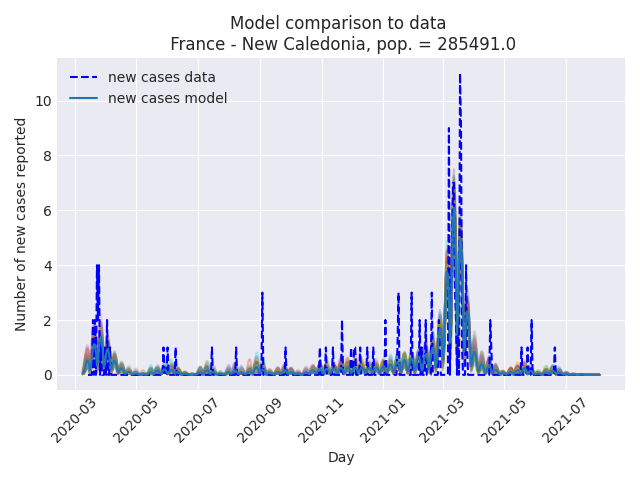 Model comparison to data
France - New Caledonia, pop. = 285491.0
new cases data
new cases model
Number of new cases reported
10
8
6
4
2
0
2020-03
2020-05
2020-07
2020-09
2020-11
2021-01
2021-03
2021-05
2021-07
Day